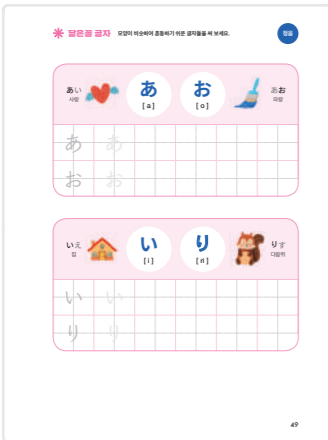 닮은꼴 글자 모양이 비슷하여 혼동하기 쉬운 글자들을 써 보세요.
청음
あい
사랑
あ
[a]
お
[o]
あお
파랑
あ あ
お お
いえ
집
い
[i]
り
[ri]
りす
다람쥐
い い
り り
49